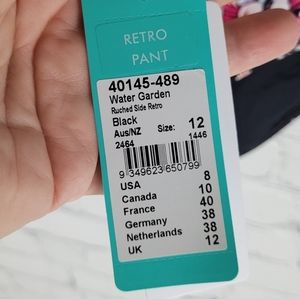 RETRO
PANT
40145-489
Water Garden
Ruched Side Retro
Black
Aus/NZ Size: 12
2464 1446
9 349623 650799
USA 8
Canada 10
France 40
Germany 38
Netherlands 38
UK 12